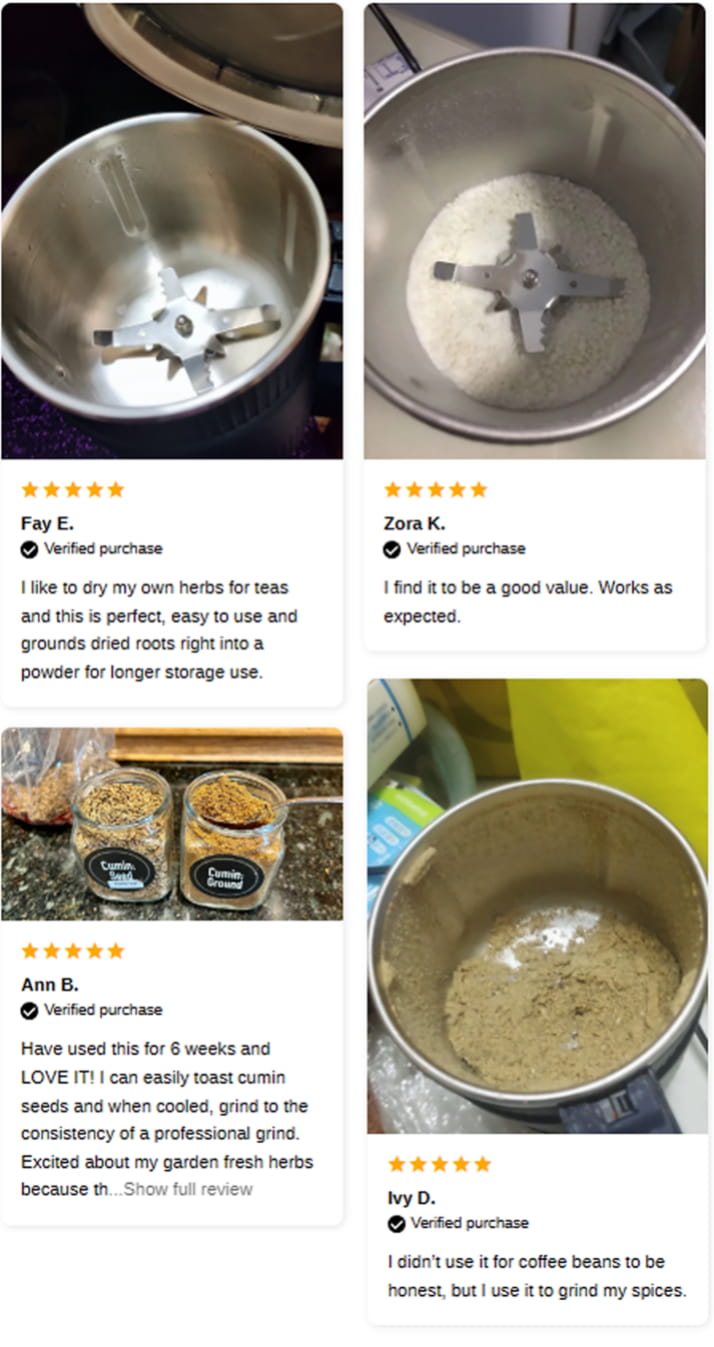 Fay E.
Verified purchase
I like to dry my own herbs for teas
and this is perfect, easy to use and
grounds dried roots right into a
powder for longer storage use.
Zora K.
Verified purchase
I find it to be a good value. Works as
expected.
Cumin
Seed
Cumin
Ground
Ann B.
Verified purchase
Have used this for 6 weeks and
LOVE IT! I can easily toast cumin
seeds and when cooled, grind to the
consistency of a professional grind.
Excited about my garden fresh herbs
because th...Show full review
Ivy D.
Verified purchase
I didn't use it for coffee beans to be
honest, but I use it to grind my spices.